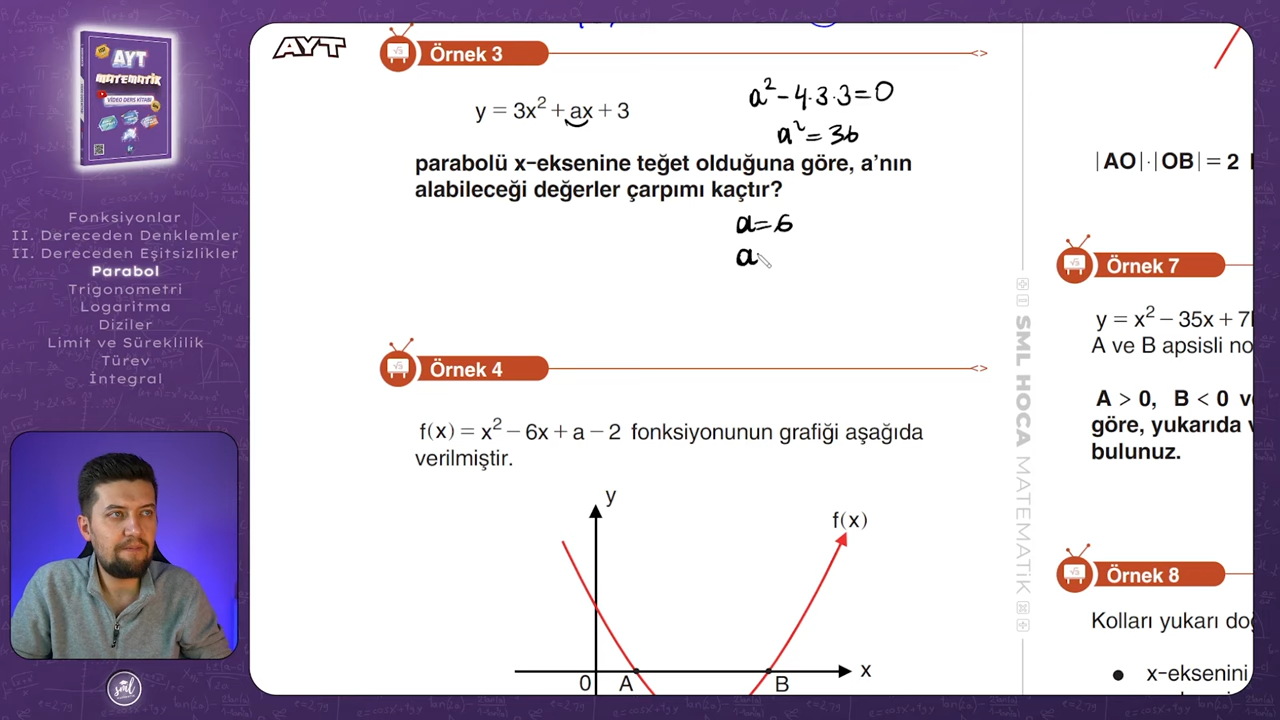 AYT
MATEMATİK
VİDEO DERS KİTABI
Fonksiyonlar
II. Dereceden Denklemler
II. Dereceden Eşitsizlikler
Parabol
Trigonometri
Logaritma
Diziler
Limit ve Süreklilik
Türev
İntegral
sml
AYT
Örnek 3
y = 3x² + ax + 3
a² - 4·3·3 = 0
a² = 36
parabolü x-eksenine teğet olduğuna göre, a'nın
alabileceği değerler çarpımı kaçtır?
a = 6
a
Örnek 4
f(x) = x² − 6x + a − 2 fonksiyonunun grafiği aşağıda
verilmiştir.
y
f(x)
x
0 A B
SML HOCA MATEMATİK
|AO|·|OB| = 2
Örnek 7
y = x² − 35x + 7
A ve B apsisli no
A > 0, B < 0 v
göre, yukarıda
bulunuz.
Örnek 8
Kolları yukarı doğ
• x-eksenini